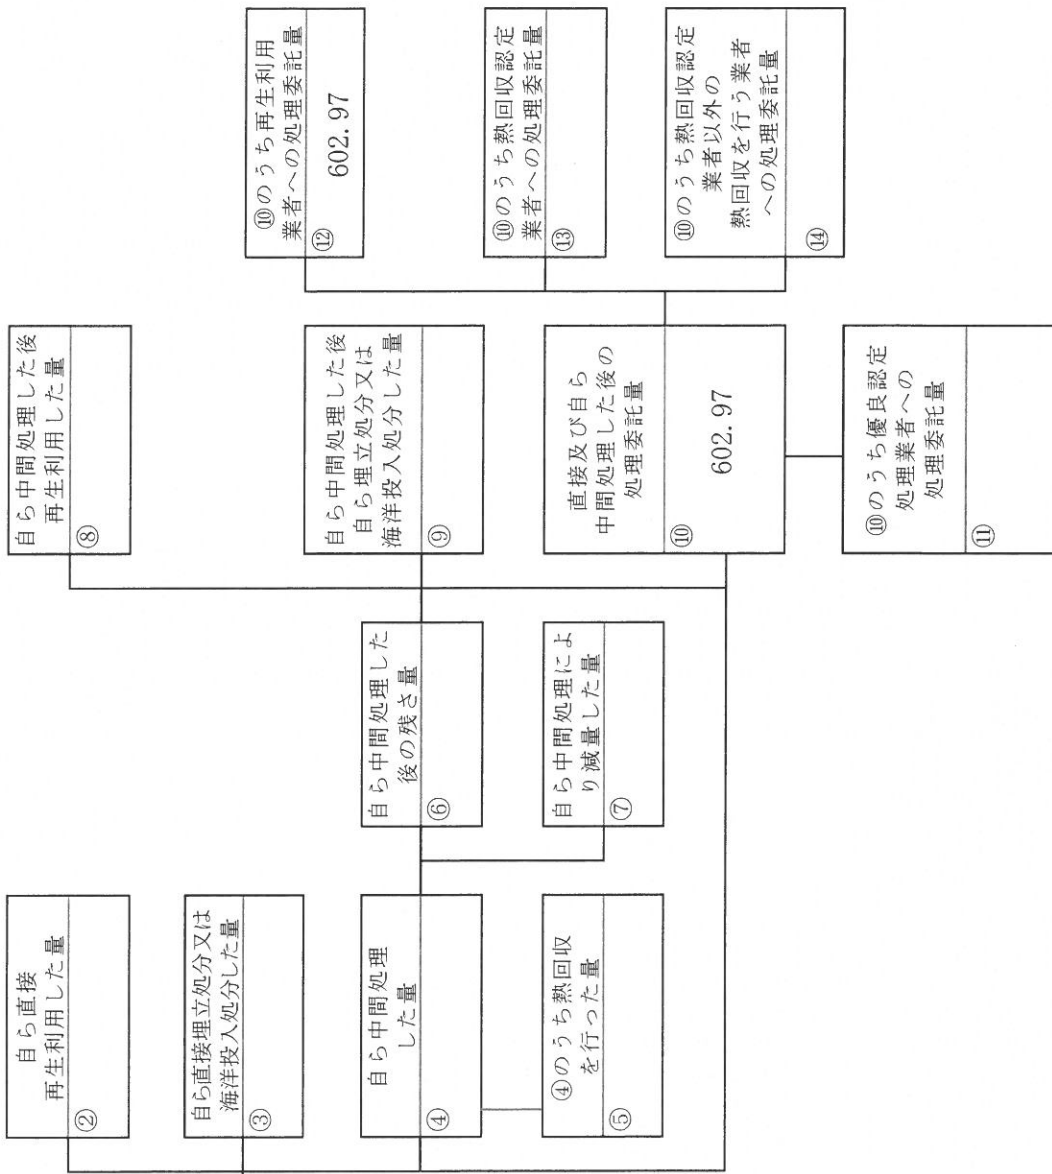 自ら直接
再生利用した量
②
自ら直接埋立処分又は
海洋投入処分した量
③
自ら中間処理
した量
④
④のうち熱回収
を行った量
⑤
自ら中間処理した
後の残さ量
⑥
自ら中間処理によ
り減量した量
⑦
自ら中間処理した後
再生利用した量
⑧
自ら中間処理した後
自ら埋立処分又は
海洋投入処分した量
⑨
直接及び自ら
中間処理した後の
処理委託量
⑩
602.97
⑩のうち優良認定
処理業者への
処理委託量
⑪
⑩のうち再生利用
業者への処理委託量
⑫
602.97
⑩のうち熱回収認定
業者への処理委託量
⑬
⑩のうち熱回収認定
業者以外の
熱回収を行う業者
への処理委託量
⑭